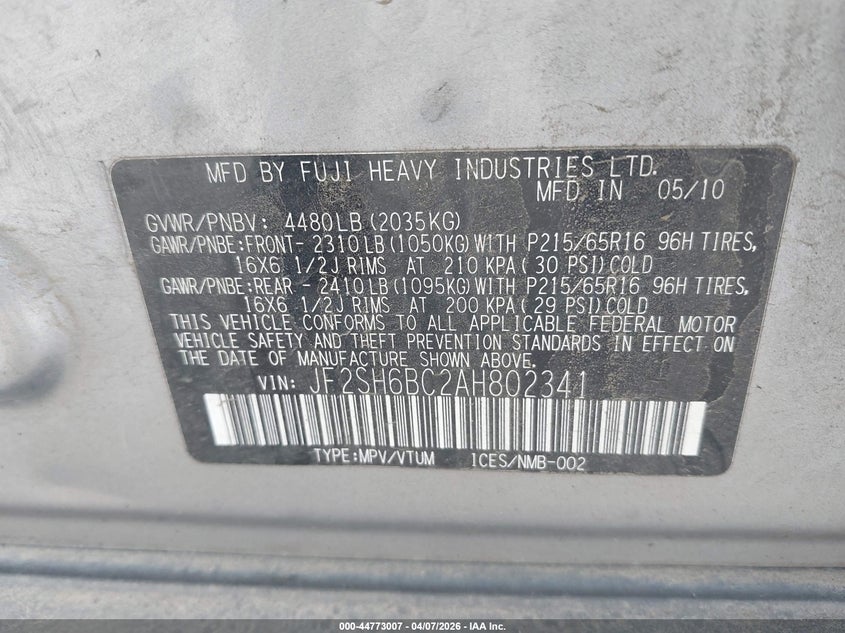 MFD BY FUJI HEAVY INDUSTRIES LTD.
MFD IN 05/10
GVWR/PNBV: 4480LB(2035KG)
GAWR/PNBE:FRONT- 2310LB(1050KG)WITH P215/65R16 96H TIRES,
16X6 1/2J RIMS AT 210 KPA( 30 PSI)COLD
GAWR/PNBE:REAR - 2410LB(1095KG)WITH P215/65R16 96H TIRES,
16X6 1/2J RIMS AT 200 KPA( 29 PSI)COLD
THIS VEHICLE CONFORMS TO ALL APPLICABLE FEDERAL MOTOR
VEHICLE SAFETY AND THEFT PREVENTION STANDARDS IN EFFECT ON
THE DATE OF MANUFACTURE SHOWN ABOVE.
VIN: JF2SH6BC2AH802341
TYPE:MPV/VTUM ICES/NMB-002
000-44773007 - 04/07/2026 - IAA Inc.